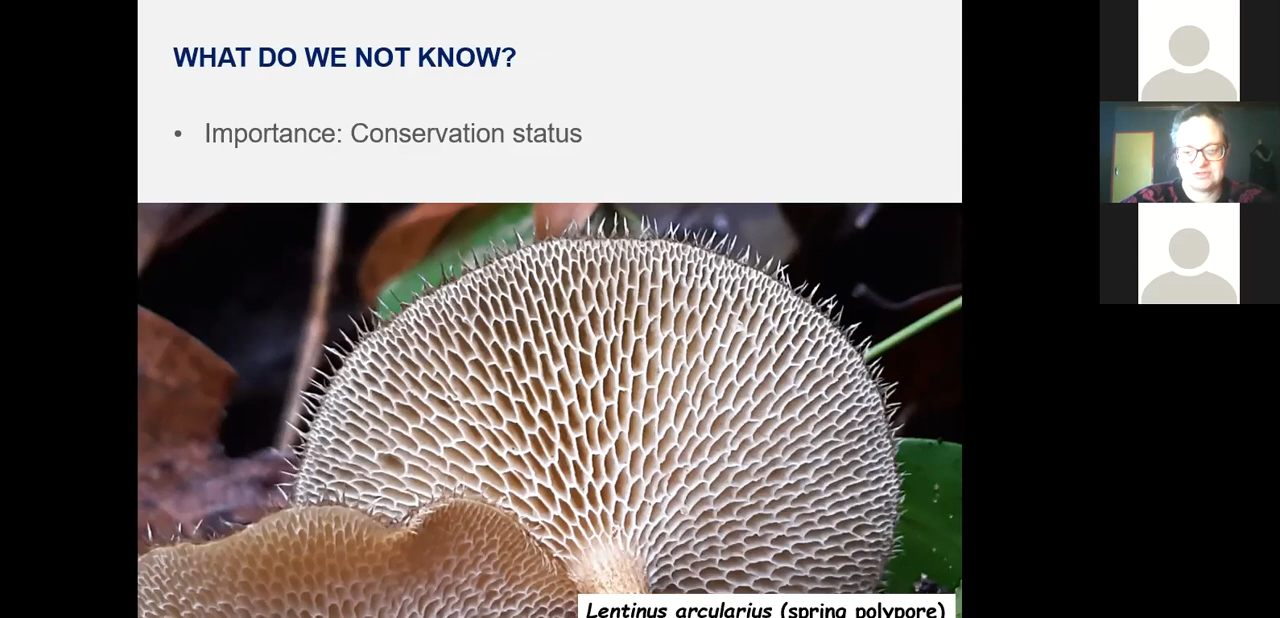 WHAT DO WE NOT KNOW?
• Importance: Conservation status
Lentinus arcularius (spring polypore)